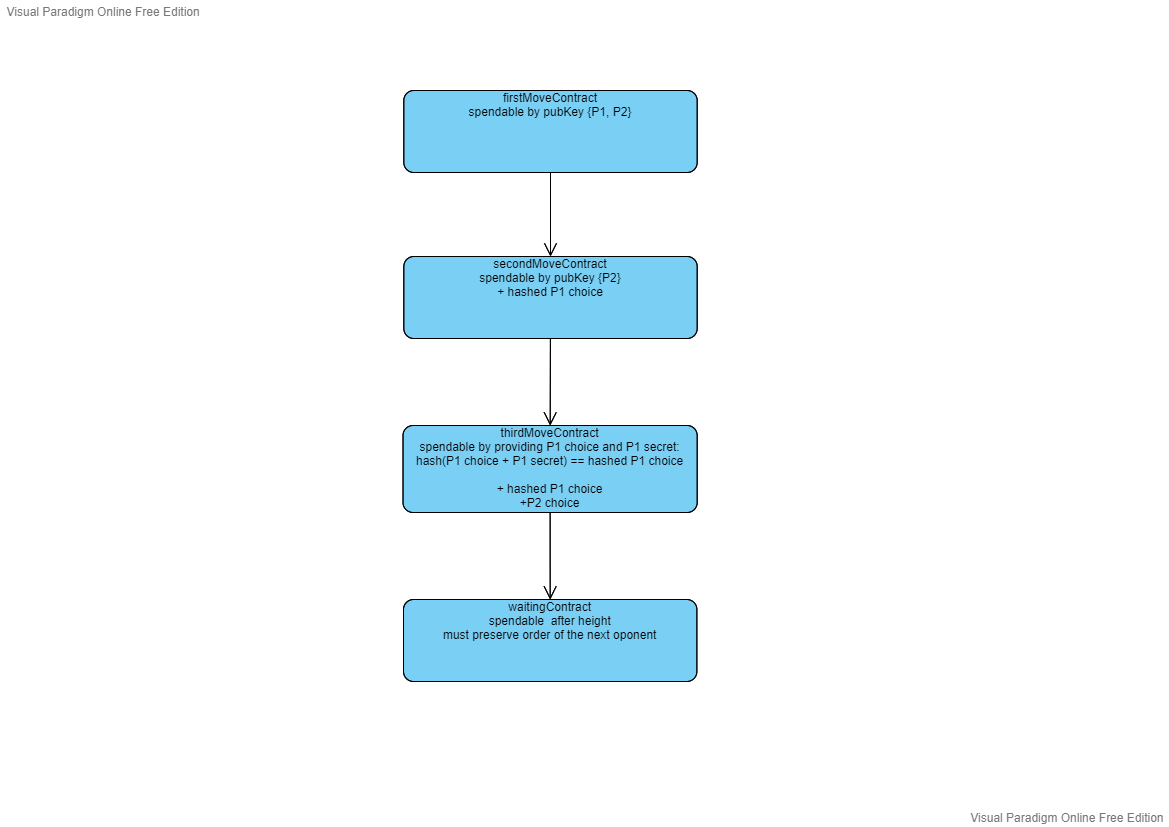 Visual Paradigm Online Free Edition
firstMoveContract
spendable by pubKey {P1, P2}
secondMoveContract
spendable by pubKey {P2}
+ hashed P1 choice
thirdMoveContract
spendable by providing P1 choice and P1 secret:
hash(P1 choice + P1 secret) == hashed P1 choice
+ hashed P1 choice
+P2 choice
waitingContract
spendable  after height
must preserve order of the next oponent
Visual Paradigm Online Free Edition